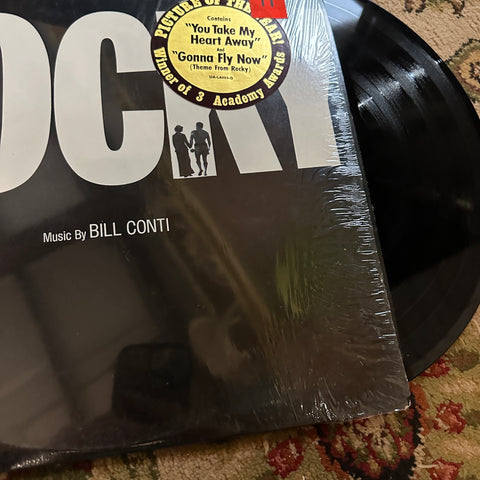 PICTURE OF THE YEAR!
Contains
"You Take My
Heart Away"
and
"Gonna Fly Now"
(Theme From Rocky)
Winner of 3 Academy Awards
OCKY
Music By BILL CONTI